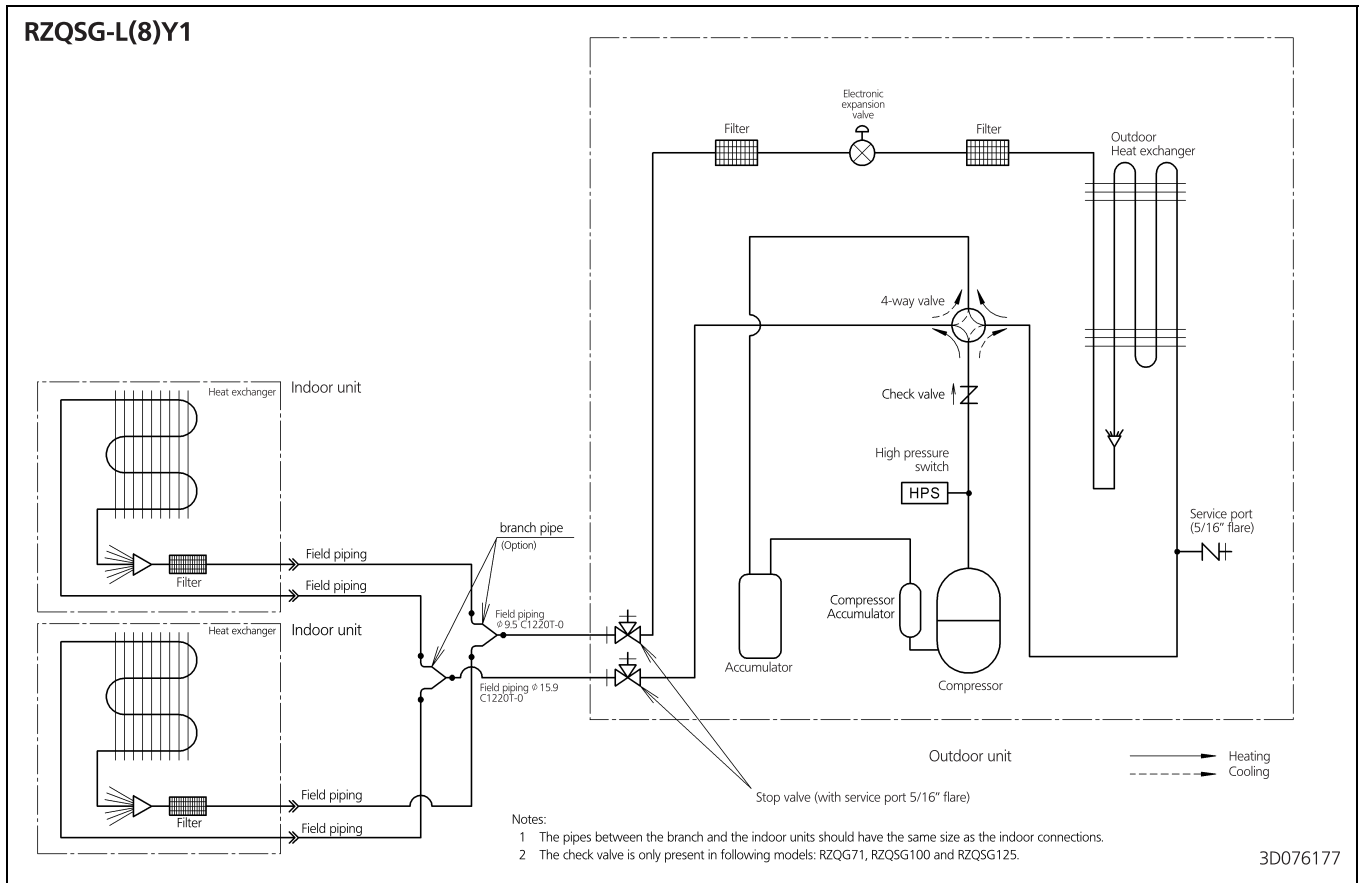 RZQSG-L(8)Y1
Electronic
expansion
valve
Filter
Filter
Outdoor
Heat exchanger
4-way valve
Check valve
High pressure
switch
HPS
Service port
(5/16" flare)
Compressor
Accumulator
Accumulator
Compressor
Heat exchanger
Indoor unit
Filter
Field piping
Field piping
branch pipe
(Option)
Field piping
φ 9.5 C1220T-0
Heat exchanger
Indoor unit
Field piping φ 15.9
C1220T-0
Filter
Field piping
Field piping
Outdoor unit
Heating
Cooling
Stop valve (with service port 5/16" flare)
Notes:
1 The pipes between the branch and the indoor units should have the same size as the indoor connections.
2 The check valve is only present in following models: RZQG71, RZQSG100 and RZQSG125.
3D076177